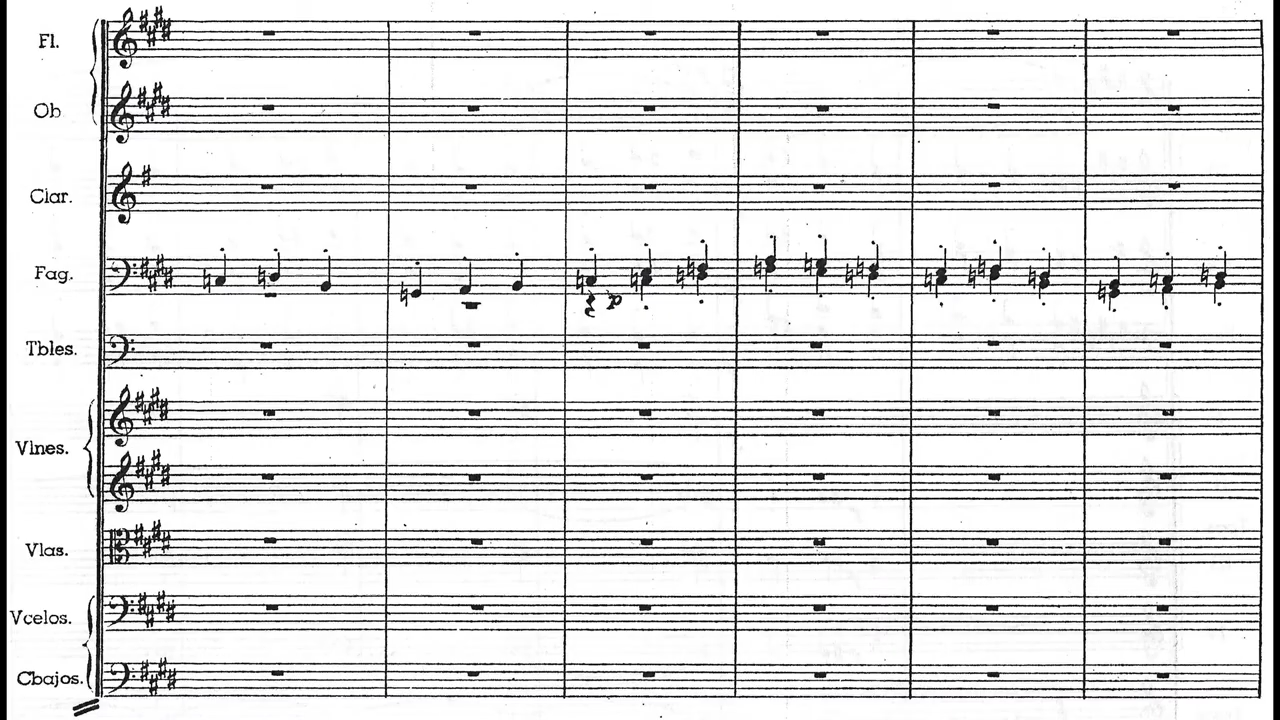 Fl.
Ob
Clar.
Fag.
Tbles.
Vlnes.
Vlas.
Vcelos.
Cbajos.